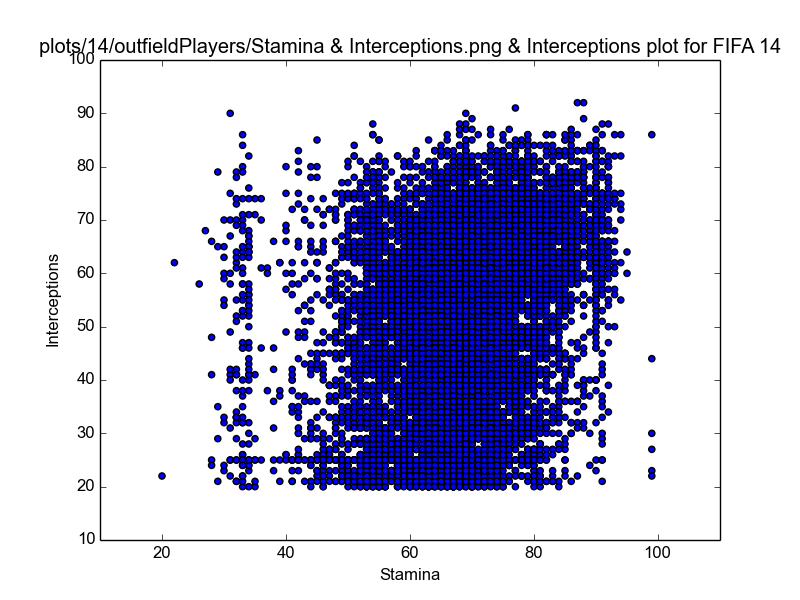 plots/14/outfieldPlayers/Stamina & Interceptions.png & Interceptions plot for FIFA 14
100
90
80
70
60
50
40
30
20
10
Interceptions
20 40 60 80 100
Stamina